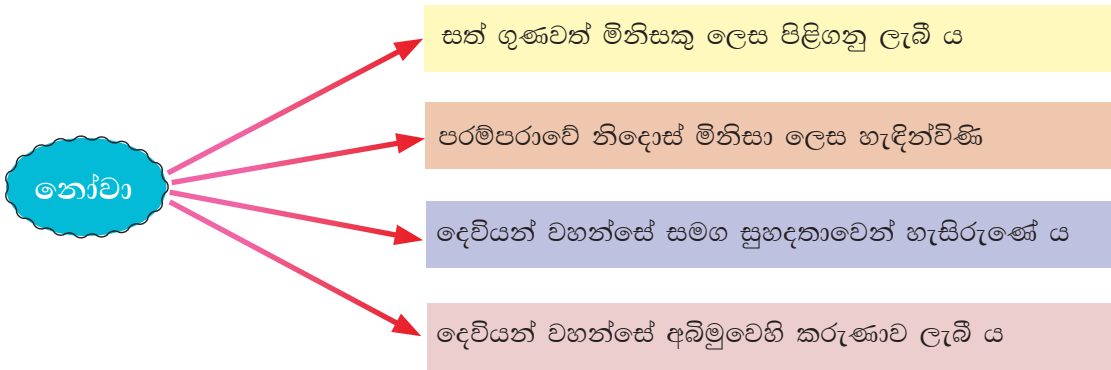 සත් ගුණවත් මිනිසකු ලෙස පිළිගනු ලැබී ය
පරම්පරාවේ නිදොස් මිනිසා ලෙස හැඳින්විණි
නෝවා
දෙවියන් වහන්සේ සමග සුහදතාවෙන් හැසිරුණේ ය
දෙවියන් වහන්සේ අබිමුවෙහි කරුණාව ලැබී ය